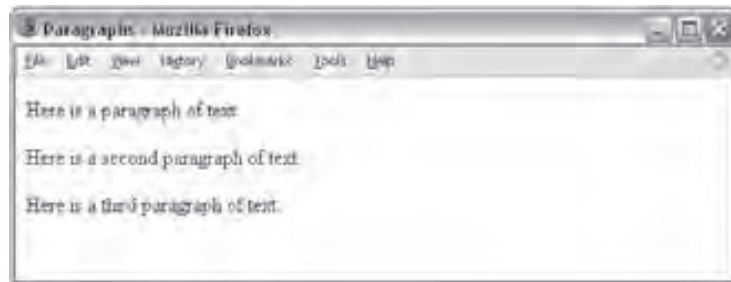 Paragraphs - Mozilla Firefox
File Edit View History Bookmarks Tools Help
Here is a paragraph of text.
Here is a second paragraph of text.
Here is a third paragraph of text.